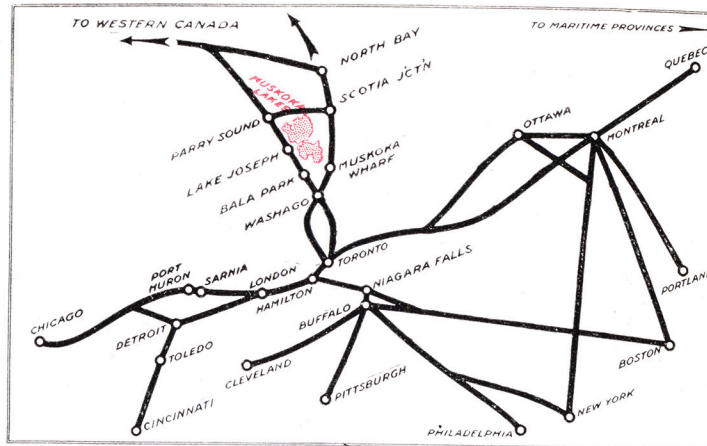 TO WESTERN CANADA
TO MARITIME PROVINCES
NORTH BAY
QUEBEC
MUSKOKA
LAKES
SCOTIA J'CT'N
OTTAWA
MONTREAL
PARRY SOUND
LAKE JOSEPH
MUSKOKA
WHARF
BALA PARK
WASHAGO
TORONTO
PORT
HURON
SARNIA
LONDON
HAMILTON
NIAGARA FALLS
PORTLAND
CHICAGO
DETROIT
BUFFALO
TOLEDO
CLEVELAND
BOSTON
PITTSBURGH
CINCINNATI
PHILADELPHIA
NEW YORK